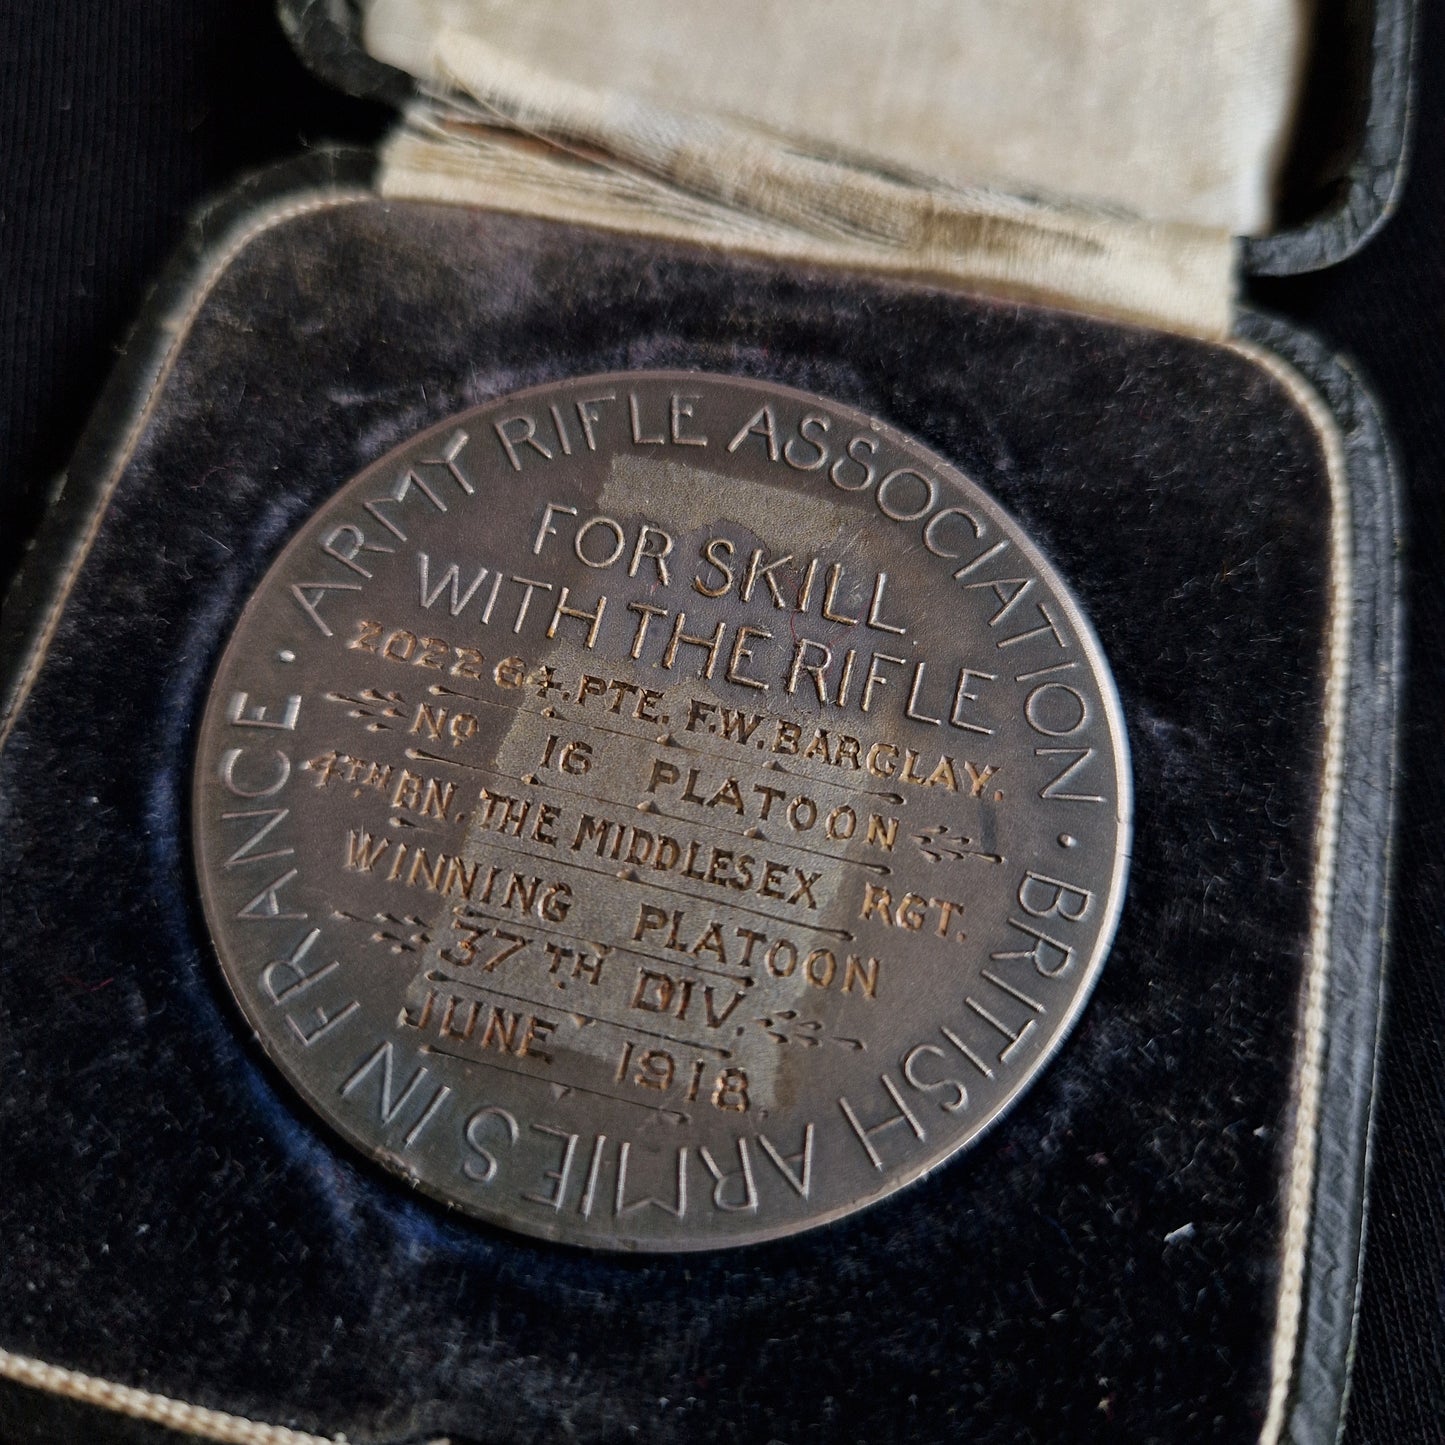 · ARMY RIFLE ASSOCIATION · BRITISH ARMIES IN FRANCE
FOR SKILL
WITH THE RIFLE
202264. PTE. F.W. BARCLAY.
Nº 16 PLATOON
4TH BN. THE MIDDLESEX RGT.
WINNING PLATOON
37TH DIV.
JUNE 1918.